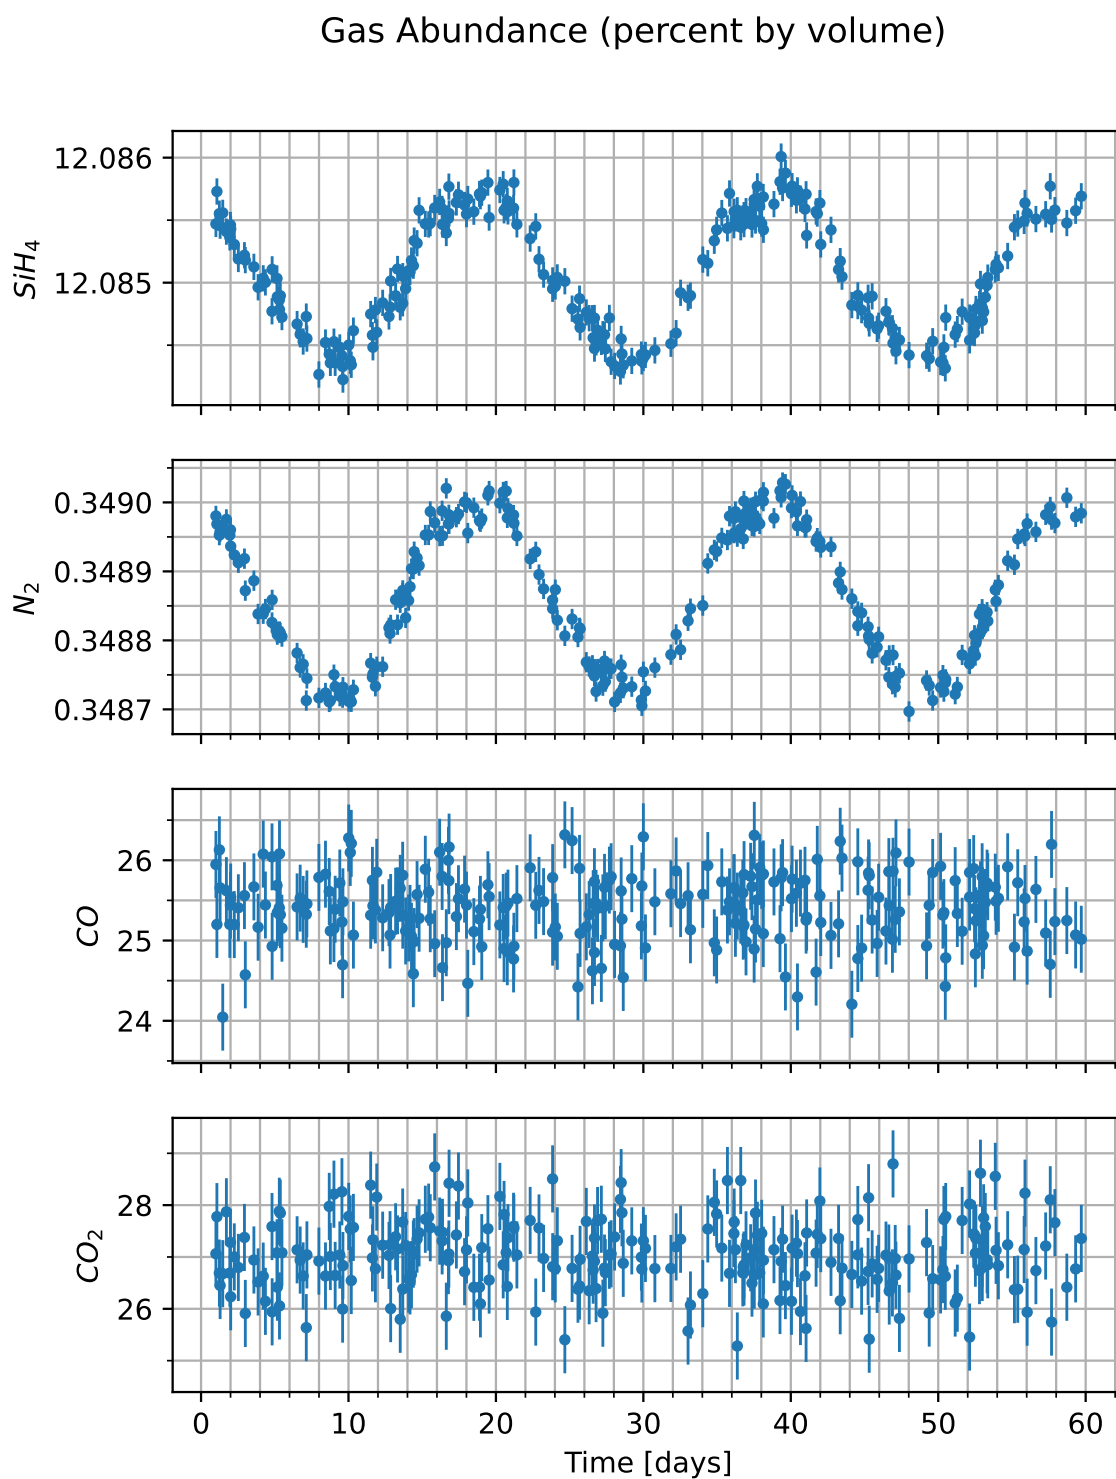 Gas Abundance (percent by volume)
12.086
12.085
SiH₄
0.3490
0.3489
0.3488
0.3487
N₂
26
25
24
CO
28
26
CO₂
0 10 20 30 40 50 60
Time [days]